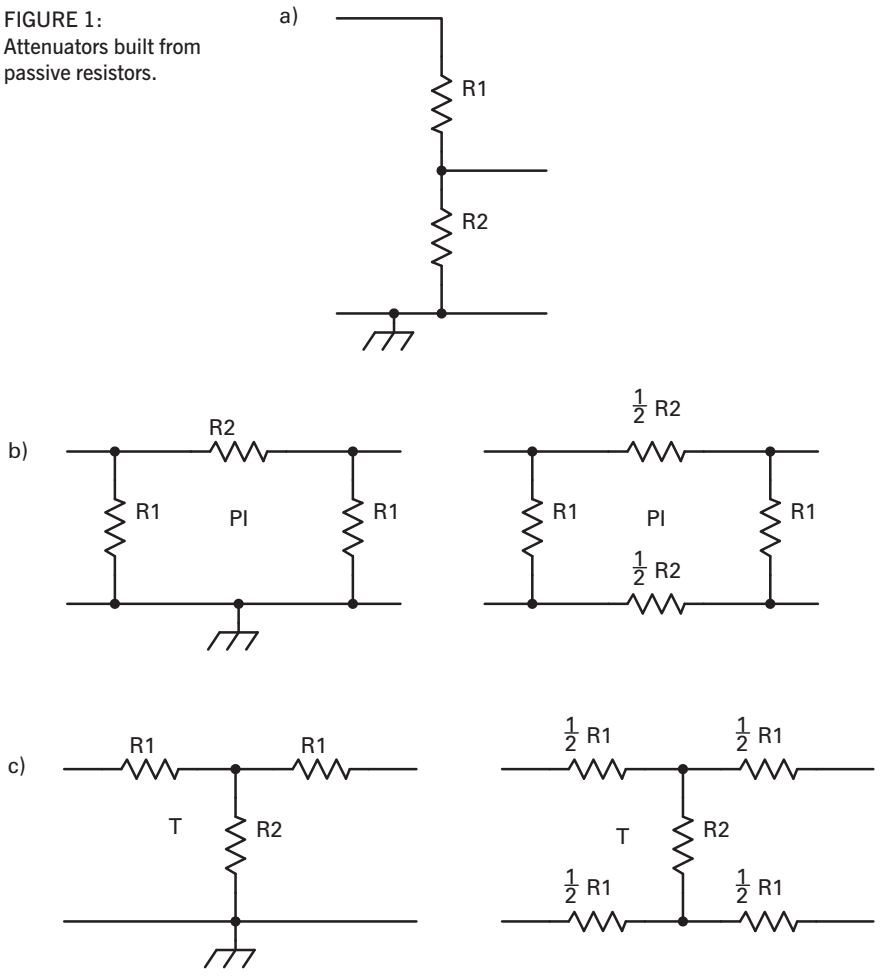 FIGURE 1:
Attenuators built from
passive resistors.
a)
R1
R2
b)
R2
R1
PI
R1
1/2 R2
R1
PI
R1
1/2 R2
c)
R1
R1
T
R2
1/2 R1
1/2 R1
T
R2
1/2 R1
1/2 R1